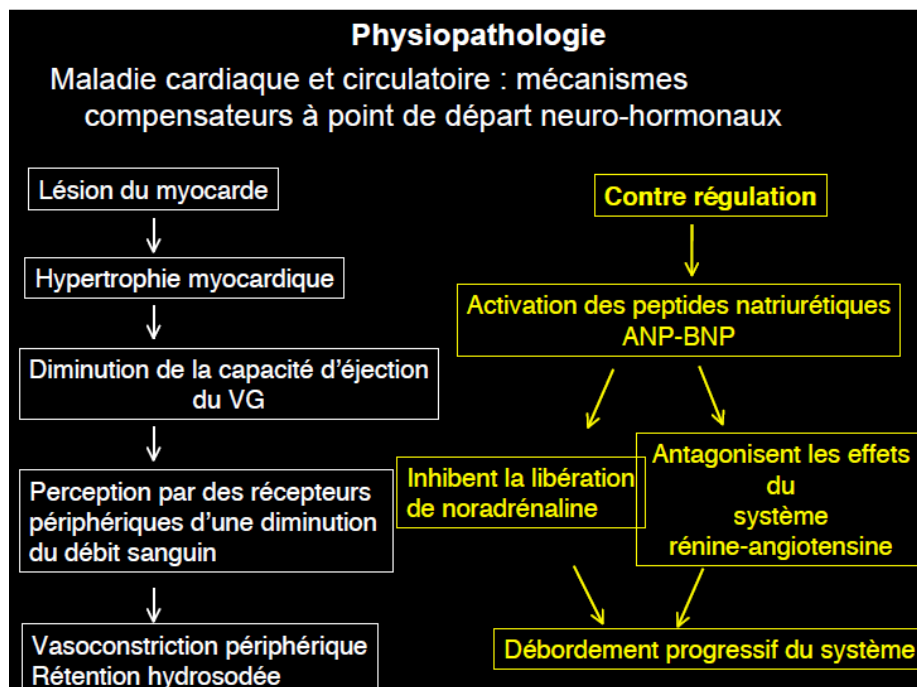 Physiopathologie
Maladie cardiaque et circulatoire : mécanismes
compensateurs à point de départ neuro-hormonaux
Lésion du myocarde
Hypertrophie myocardique
Diminution de la capacité d'éjection
du VG
Perception par des récepteurs
périphériques d'une diminution
du débit sanguin
Vasoconstriction périphérique
Rétention hydrosodée
Contre régulation
Activation des peptides natriurétiques
ANP-BNP
Inhibent la libération
de noradrénaline
Antagonisent les effets
du
système
rénine-angiotensine
Débordement progressif du système